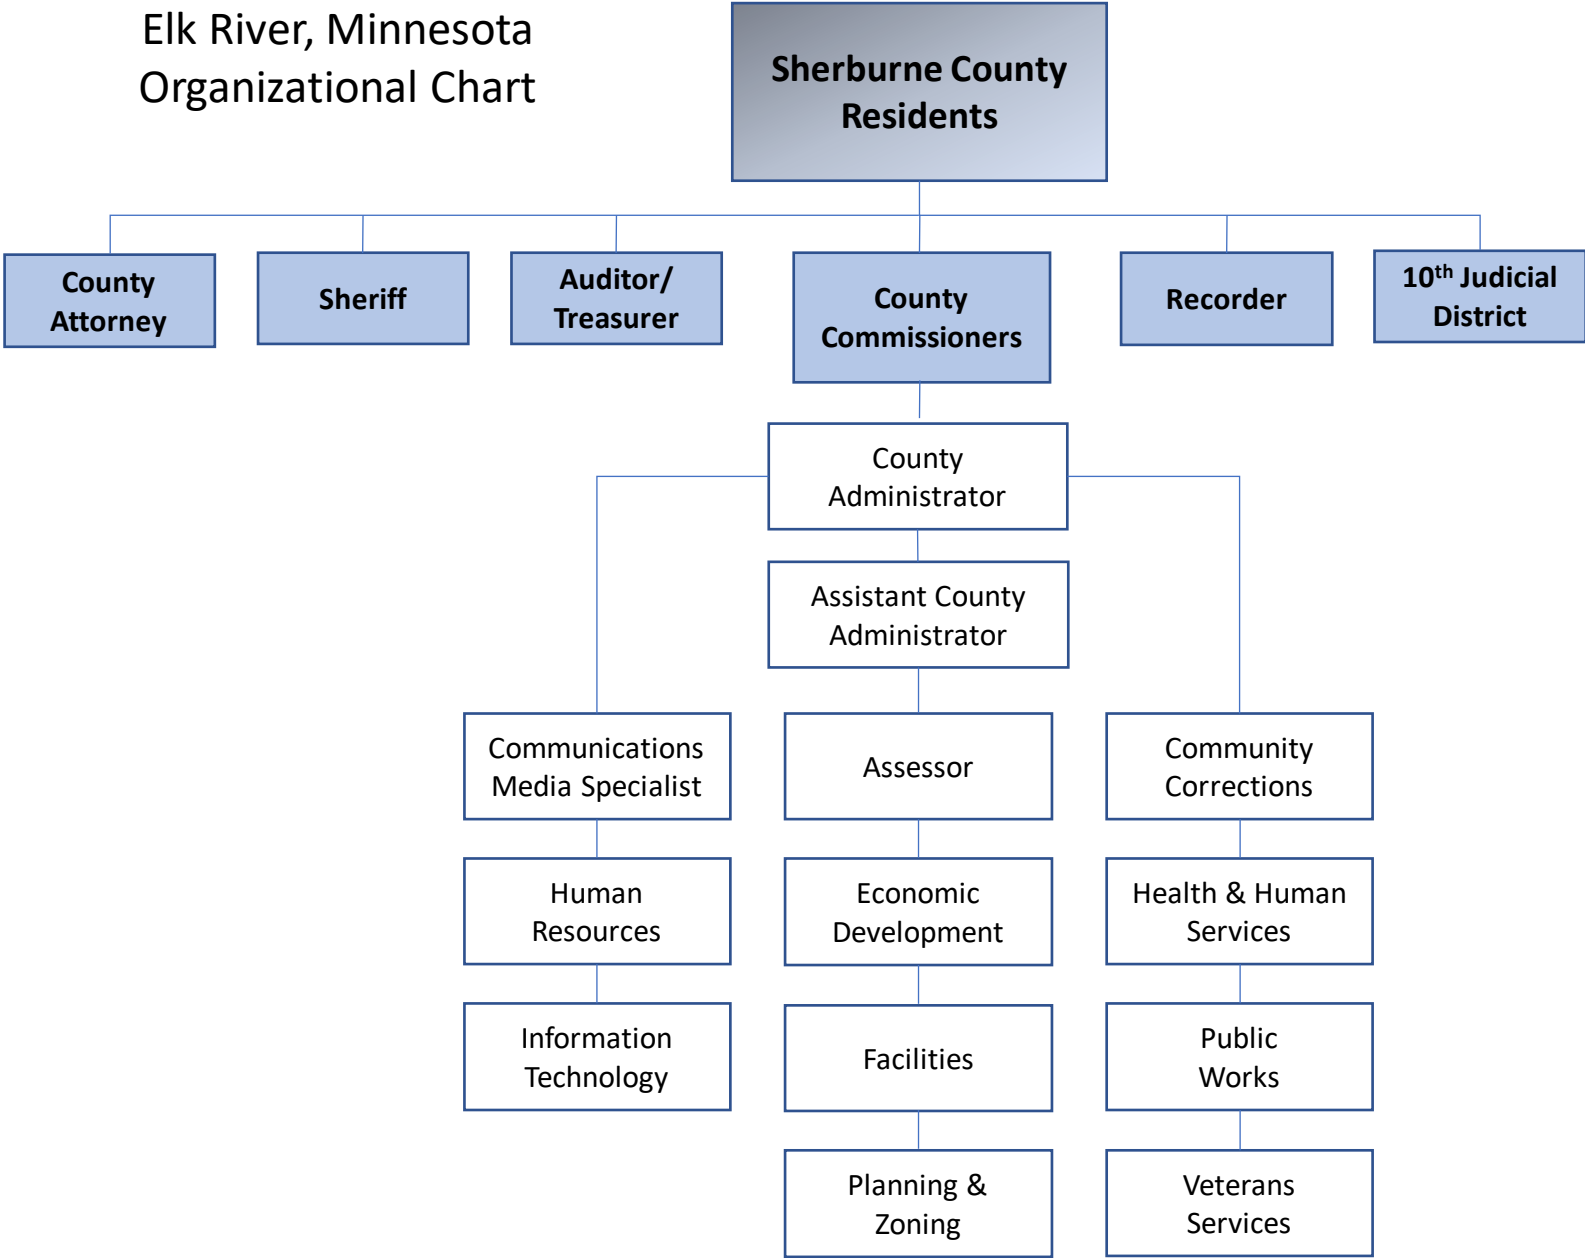 Elk River, Minnesota
Organizational Chart
Sherburne County
Residents
County
Attorney
Sheriff
Auditor/
Treasurer
County
Commissioners
Recorder
10th Judicial
District
County
Administrator
Assistant County
Administrator
Communications
Media Specialist
Assessor
Community
Corrections
Human
Resources
Economic
Development
Health & Human
Services
Information
Technology
Facilities
Public
Works
Planning &
Zoning
Veterans
Services